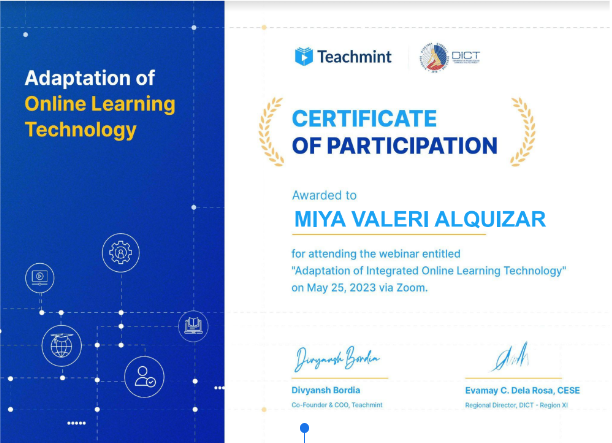 Adaptation of
Online Learning
Technology
Teachmint
DICT
CERTIFICATE
OF PARTICIPATION
Awarded to
MIYA VALERI ALQUIZAR
for attending the webinar entitled
"Adaptation of Integrated Online Learning Technology"
on May 25, 2023 via Zoom.
Divyansh Bordia
Divyansh Bordia
Co-Founder & COO, Teachmint
Evamay C. Dela Rosa, CESE
Regional Director, DICT - Region XI